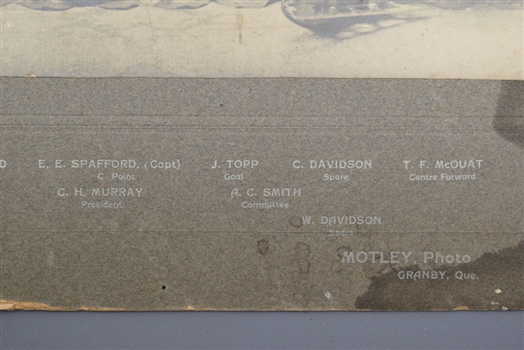 D E. E. SPAFFORD, (Capt) J. TOPP C. DAVIDSON T. F. McOUAT
C. Point Goal Spare Centre Forward
C. H. MURRAY A. C. SMITH
President Committee
W. DAVIDSON
Spare
MOTLEY, Photo
GRANBY, Que.